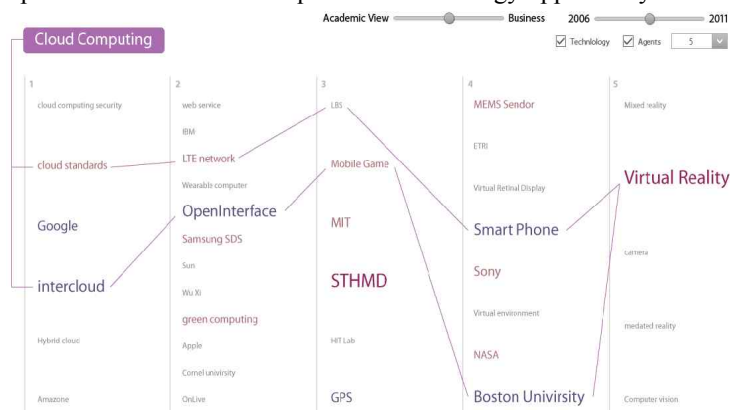 Academic View
Business
2006
2011
Cloud Computing
Technlology
Agents
5
1
cloud computing security
cloud standards
Google
intercloud
Hybrid cloud
Amazone
2
web service
IBM
LTE network
Wearable computer
OpenInterface
Samsung SDS
Sun
Wu Xi
green computing
Apple
Cornel univirsity
OnLive
3
LBS
Mobile Game
MIT
STHMD
HIT Lab
GPS
4
MEMS Sendor
ETRI
Virtual Retinal Display
Smart Phone
Sony
Virtual environment
NASA
Boston Univirsity
5
Mixed reality
Virtual Reality
camera
medated reality
Computer vision